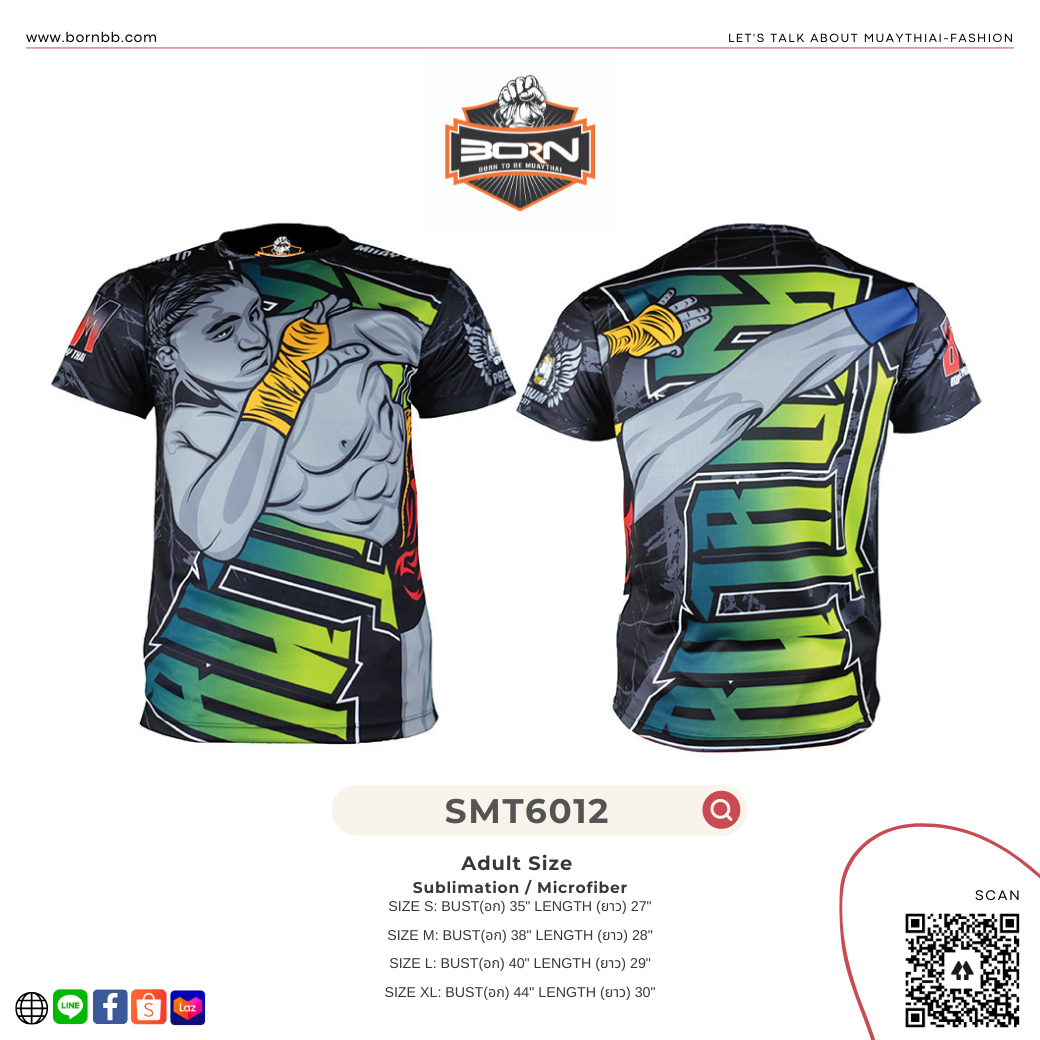 www.bornbb.com
LET'S TALK ABOUT MUAYTHIAI-FASHION
BORN
BORN TO BE MUAYTHAI
SMT6012
Adult Size
Sublimation / Microfiber
SIZE S: BUST(อก) 35" LENGTH (ยาว) 27"
SIZE M: BUST(อก) 38" LENGTH (ยาว) 28"
SIZE L: BUST(อก) 40" LENGTH (ยาว) 29"
SIZE XL: BUST(อก) 44" LENGTH (ยาว) 30"
SCAN
LINE
Laz